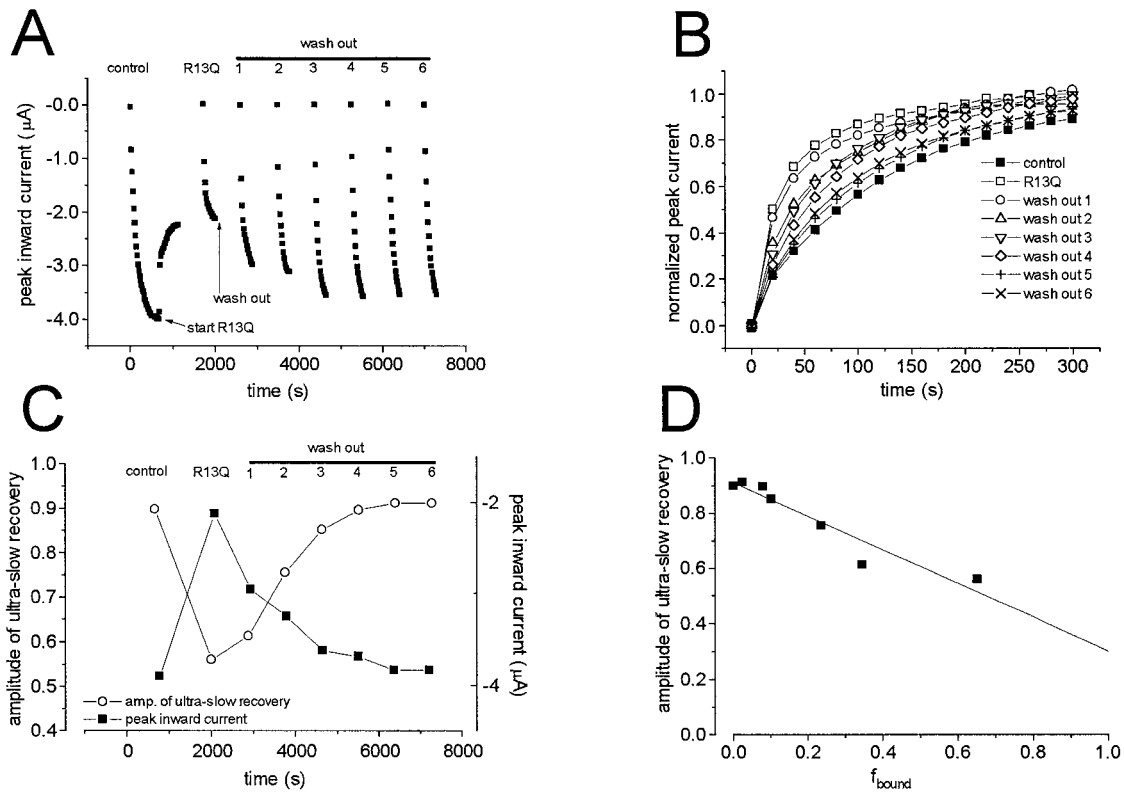 A
wash out
control R13Q 1 2 3 4 5 6
-0.0
-1.0
-2.0
-3.0
-4.0
peak inward current ( μA)
wash out
start R13Q
0 2000 4000 6000 8000
time (s)
B
1.0
0.8
0.6
0.4
0.2
0.0
normalized peak current
control
R13Q
wash out 1
wash out 2
wash out 3
wash out 4
wash out 5
wash out 6
0 50 100 150 200 250 300
time (s)
C
wash out
control R13Q 1 2 3 4 5 6
1.0
0.9
0.8
0.7
0.6
0.5
0.4
amplitude of ultra-slow recovery
-2
-4
peak inward current ( μA)
amp. of ultra-slow recovery
peak inward current
0 2000 4000 6000 8000
time (s)
D
1.0
0.8
0.6
0.4
0.2
0.0
amplitude of ultra-slow recovery
0.0 0.2 0.4 0.6 0.8 1.0
f bound